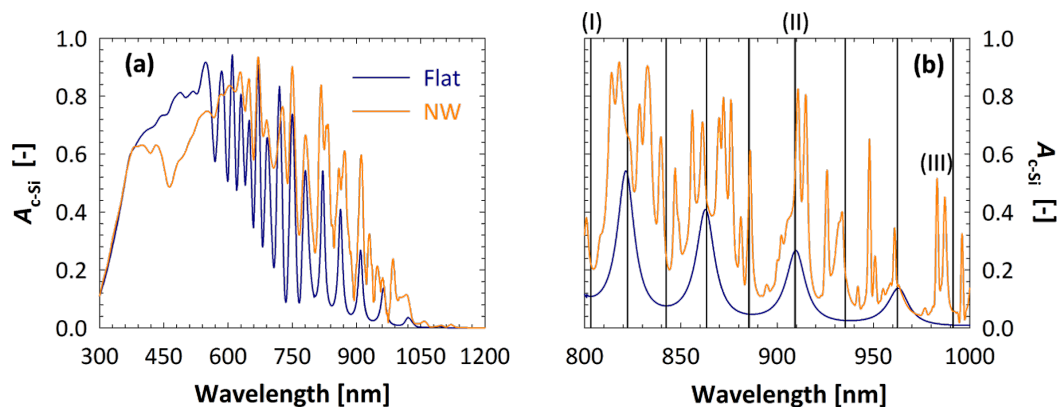 (a)
Flat
NW
A c-Si [-]
1.0
0.8
0.6
0.4
0.2
0.0
300 450 600 750 900 1050 1200
Wavelength [nm]
(I) (II)
(b)
(III)
1.0
0.8
0.6
0.4
0.2
0.0
A c-Si [-]
800 850 900 950 1000
Wavelength [nm]